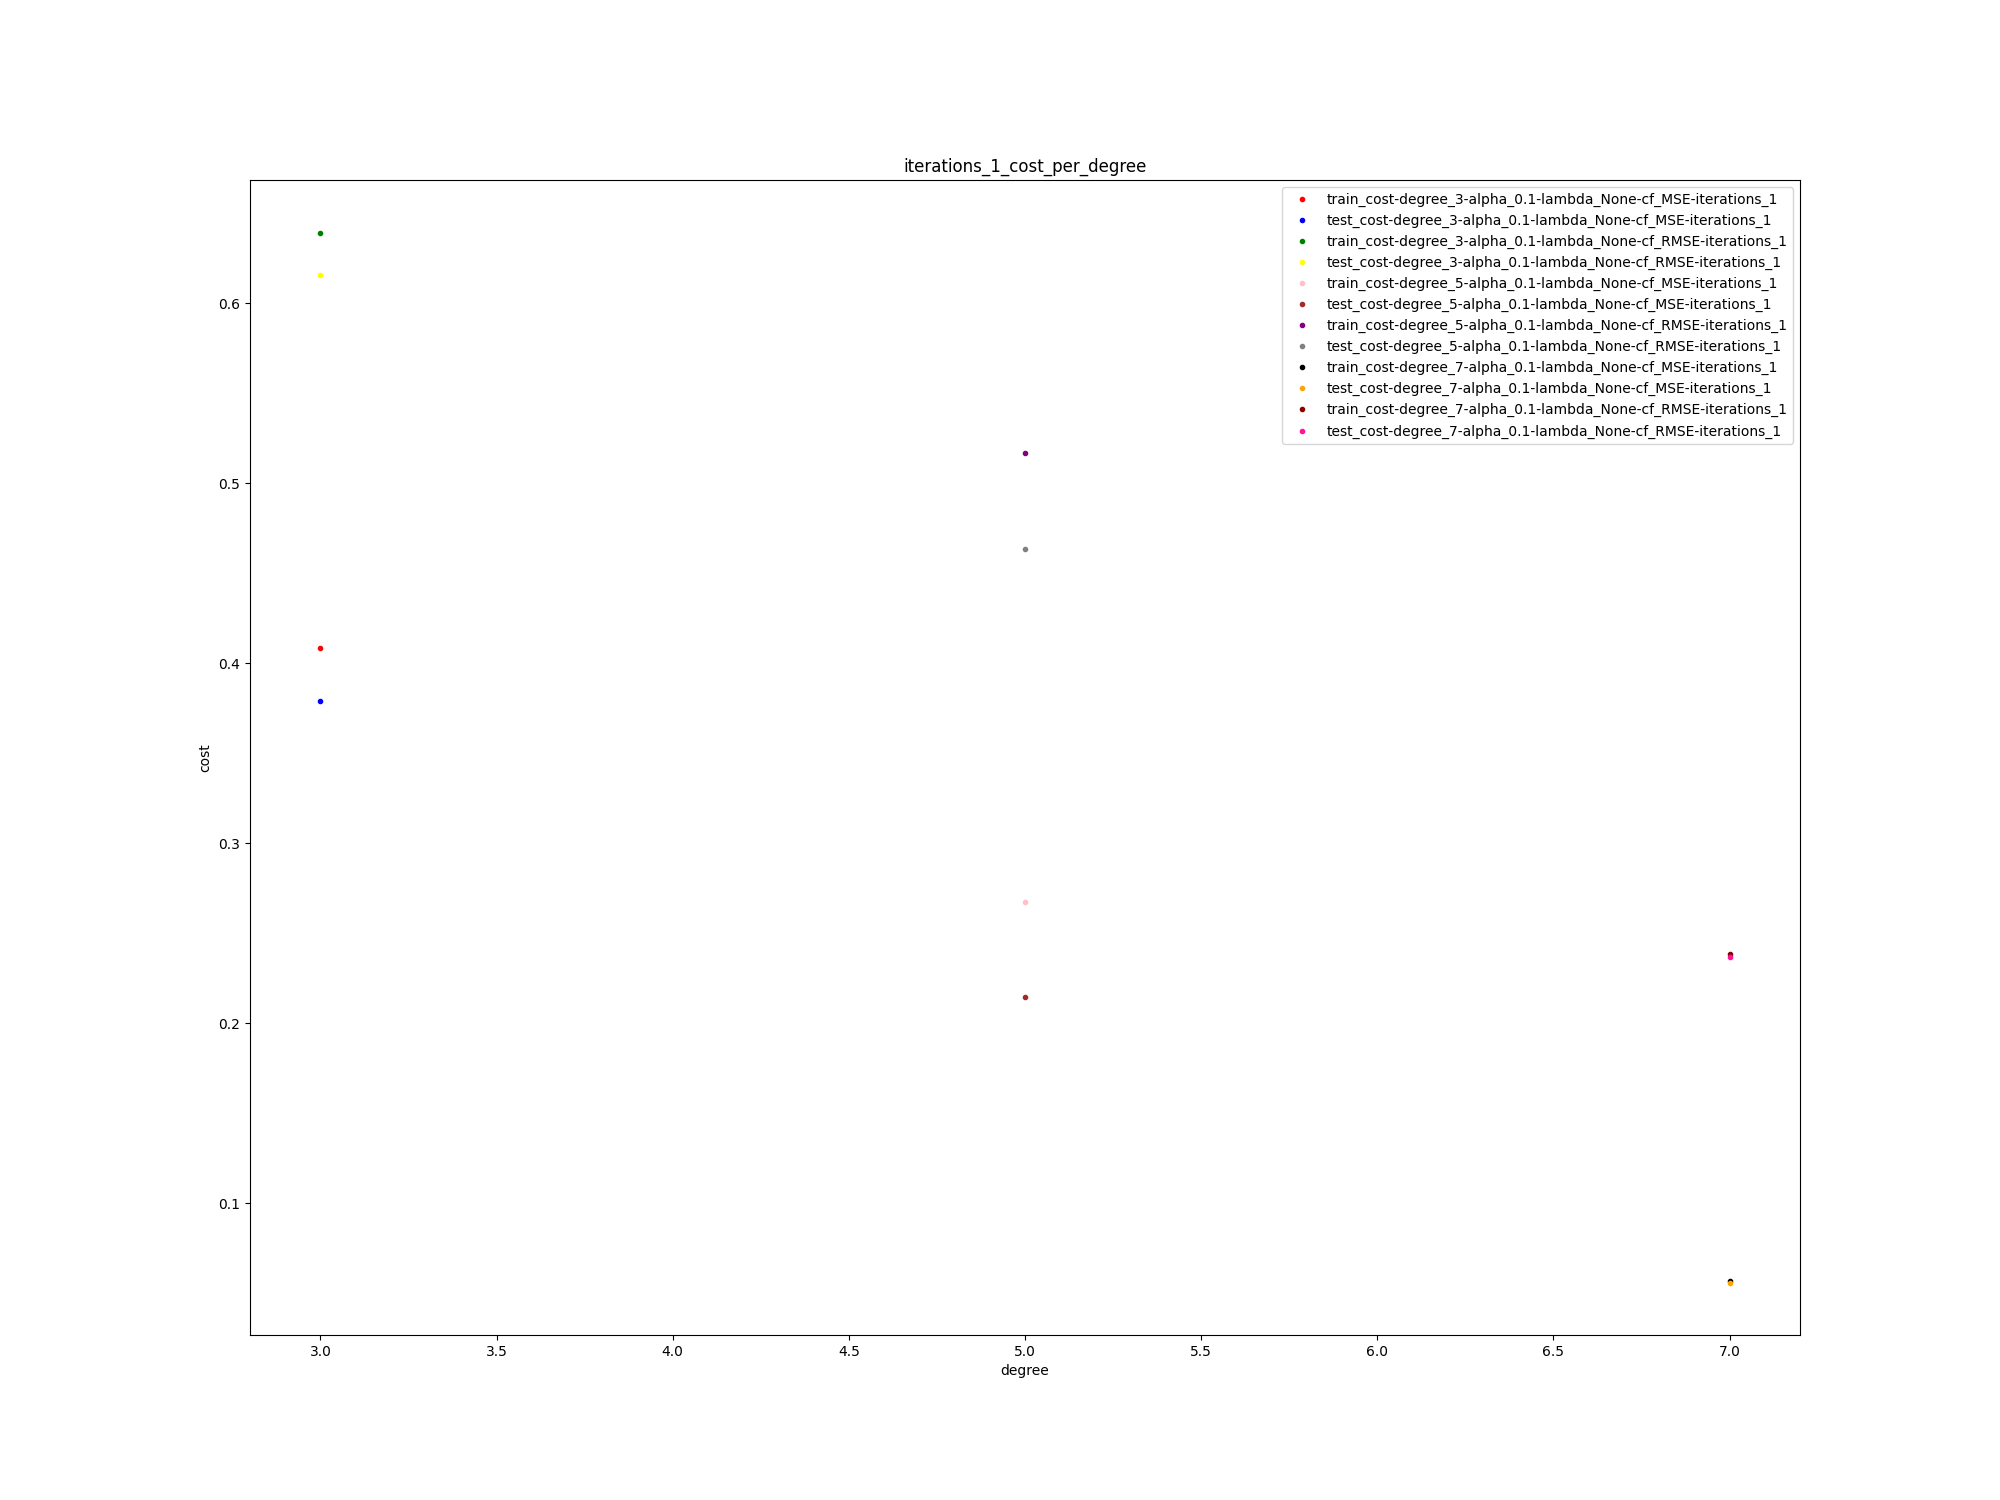 iterations_1_cost_per_degree
train_cost-degree_3-alpha_0.1-lambda_None-cf_MSE-iterations_1
test_cost-degree_3-alpha_0.1-lambda_None-cf_MSE-iterations_1
train_cost-degree_3-alpha_0.1-lambda_None-cf_RMSE-iterations_1
test_cost-degree_3-alpha_0.1-lambda_None-cf_RMSE-iterations_1
train_cost-degree_5-alpha_0.1-lambda_None-cf_MSE-iterations_1
test_cost-degree_5-alpha_0.1-lambda_None-cf_MSE-iterations_1
train_cost-degree_5-alpha_0.1-lambda_None-cf_RMSE-iterations_1
test_cost-degree_5-alpha_0.1-lambda_None-cf_RMSE-iterations_1
train_cost-degree_7-alpha_0.1-lambda_None-cf_MSE-iterations_1
test_cost-degree_7-alpha_0.1-lambda_None-cf_MSE-iterations_1
train_cost-degree_7-alpha_0.1-lambda_None-cf_RMSE-iterations_1
test_cost-degree_7-alpha_0.1-lambda_None-cf_RMSE-iterations_1
0.6
0.5
0.4
0.3
0.2
0.1
cost
3.0 3.5 4.0 4.5 5.0 5.5 6.0 6.5 7.0
degree